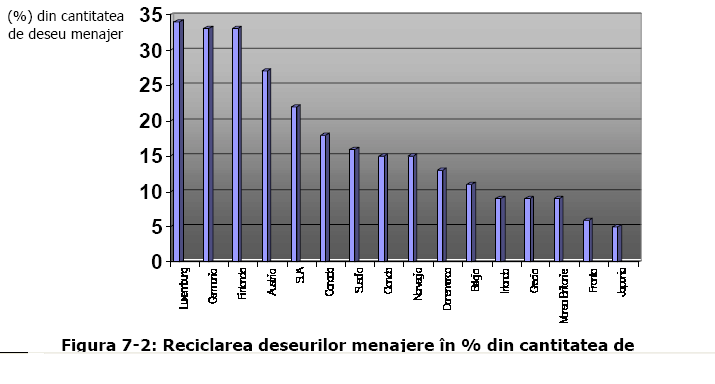 (%) din cantitatea
de deseu menajer
35
30
25
20
15
10
5
0
Luxemburg
Germania
Finlanda
Austria
SUA
Canada
Suedia
Olanda
Norvegia
Danemarca
Belgia
Irlanda
Grecia
Marea Britanie
Franta
Japonia
Figura 7-2: Reciclarea deseurilor menajere în % din cantitatea de